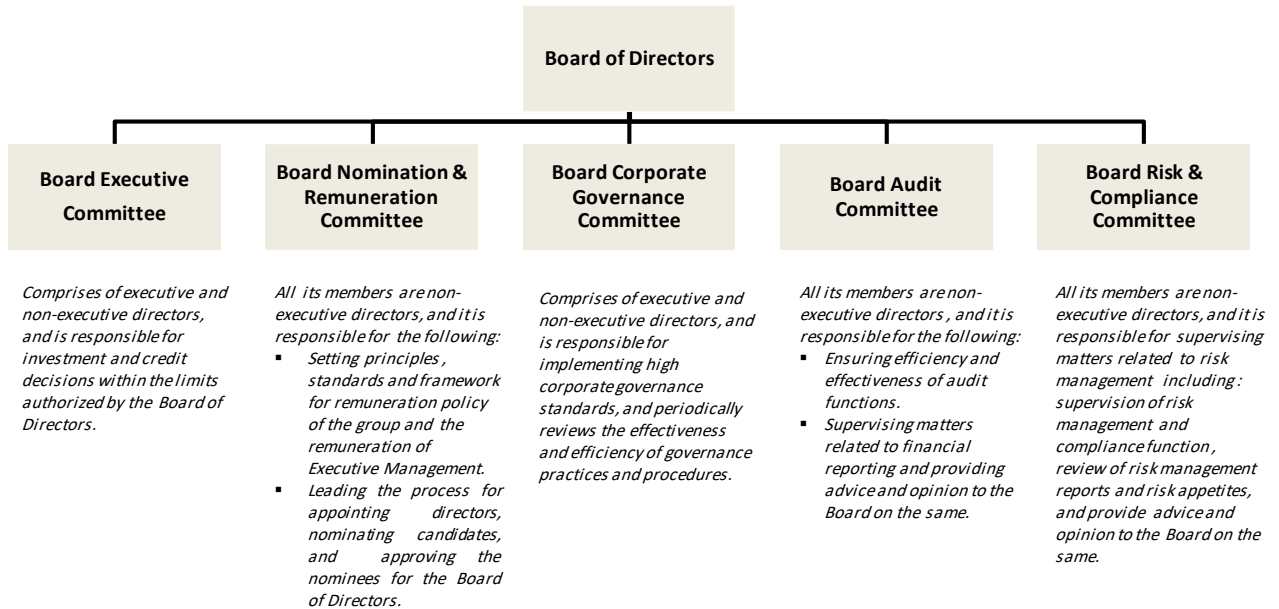 Board of Directors
Board Executive
Committee
Board Nomination &
Remuneration
Committee
Board Corporate
Governance
Committee
Board Audit
Committee
Board Risk &
Compliance
Committee
Comprises of executive and
non-executive directors,
and is responsible for
investment and credit
decisions within the limits
authorized by the Board of
Directors.
All its members are non-
executive directors, and it is
responsible for the following:
▪ Setting principles ,
standards and framework
for remuneration policy
of the group and the
remuneration of
Executive Management.
▪ Leading the process for
appointing directors,
nominating candidates,
and approving the
nominees for the Board
of Directors.
Comprises of executive and
non-executive directors, and
is responsible for
implementing high
corporate governance
standards, and periodically
reviews the effectiveness
and efficiency of governance
practices and procedures.
All its members are non-
executive directors , and it is
responsible for the following:
▪ Ensuring efficiency and
effectiveness of audit
functions.
▪ Supervising matters
related to financial
reporting and providing
advice and opinion to the
Board on the same.
All its members are non-
executive directors, and it is
responsible for supervising
matters related to risk
management including :
supervision of risk
management and
compliance function ,
review of risk management
reports and risk appetites,
and provide advice and
opinion to the Board on the
same.